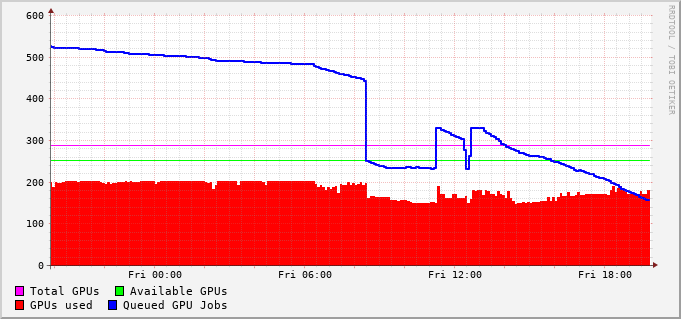 600
500
400
300
200
100
0
Fri 00:00 Fri 06:00 Fri 12:00 Fri 18:00
Total GPUs Available GPUs
GPUs used Queued GPU Jobs
RRDTOOL / TOBI OETIKER